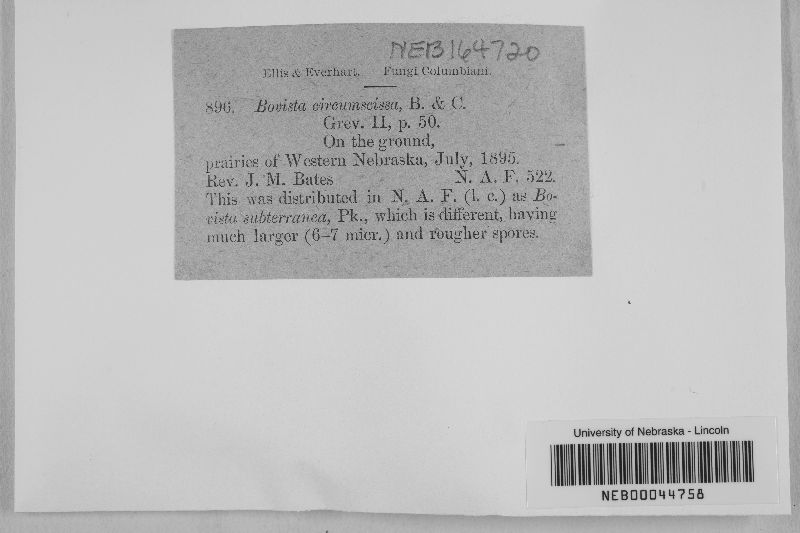 NEB164720
Ellis & Everhart. Fungi Columbiani.
896. Bovista circumscissa, B. & C.
Grev. II, p. 50.
On the ground,
prairies of Western Nebraska, July, 1895.
Rev. J. M. Bates N. A. F. 522.
This was distributed in N. A. F. (l. c.) as Bo-
vista subterranea, Pk., which is different, having
much larger (6–7 micr.) and rougher spores.
University of Nebraska - Lincoln
NEB00044758